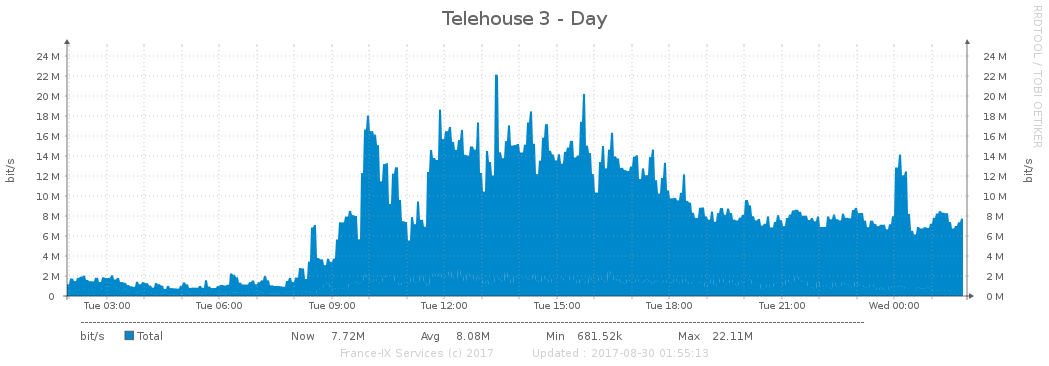 Telehouse 3 - Day
RRDTOOL / TOBI OETIKER
bit/s
24 M 24 M
22 M 22 M
20 M 20 M
18 M 18 M
16 M 16 M
14 M 14 M
12 M 12 M
10 M 10 M
8 M 8 M
6 M 6 M
4 M 4 M
2 M 2 M
0 0 M
bit/s
Tue 03:00 Tue 06:00 Tue 09:00 Tue 12:00 Tue 15:00 Tue 18:00 Tue 21:00 Wed 00:00
bit/s Total Now 7.72M Avg 8.08M Min 681.52k Max 22.11M
France-IX Services (c) 2017 Updated : 2017-08-30 01:55:13